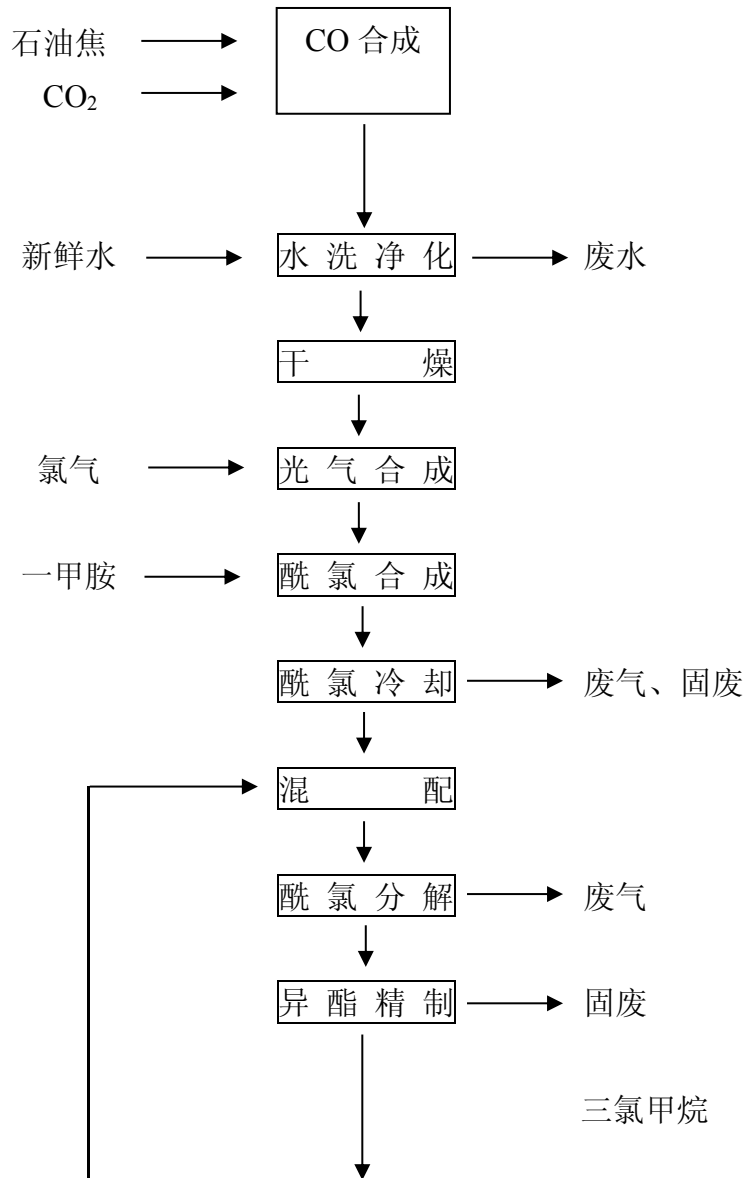 石油焦
CO 合成
CO₂
新鲜水
水洗净化
废水
干燥
氯气
光气合成
一甲胺
酰氯合成
酰氯冷却
废气、固废
混配
酰氯分解
废气
异酯精制
固废
三氯甲烷